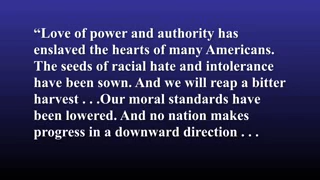 “Love of power and authority has
enslaved the hearts of many Americans.
The seeds of racial hate and intolerance
have been sown. And we will reap a bitter
harvest . . .Our moral standards have
been lowered. And no nation makes
progress in a downward direction . . .